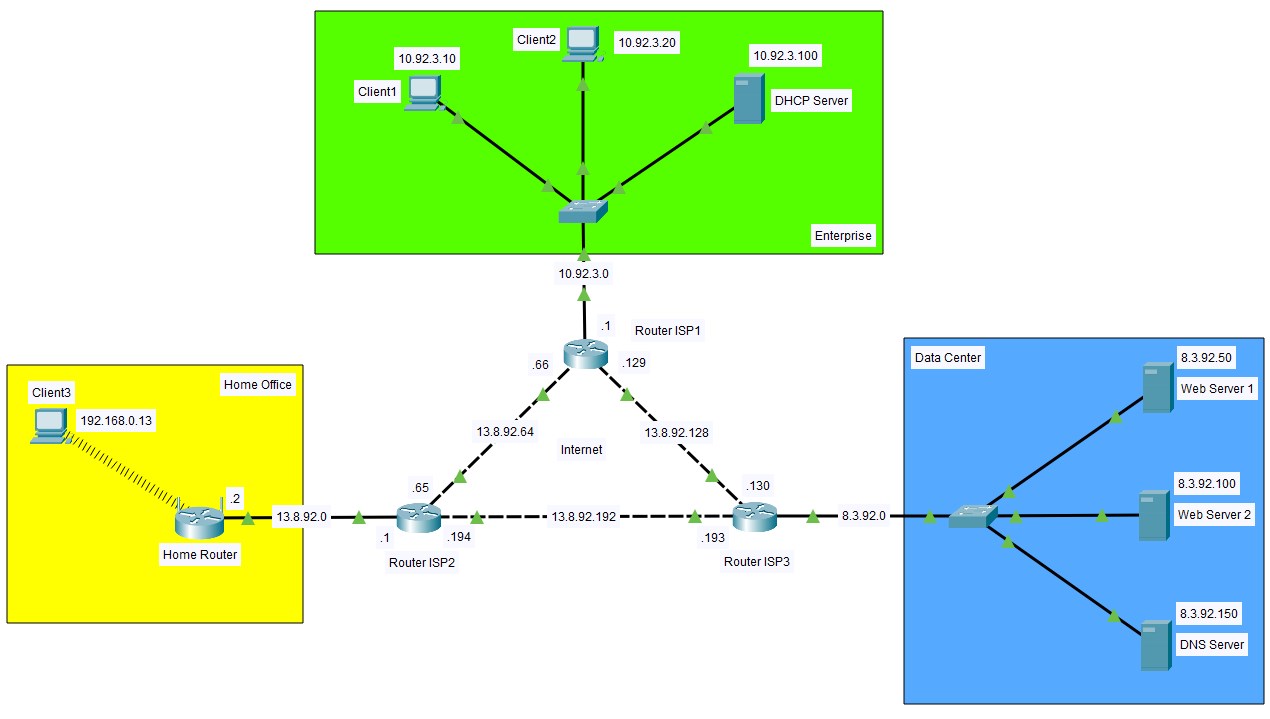 Client2
10.92.3.20
10.92.3.10
10.92.3.100
Client1
DHCP Server
Enterprise
10.92.3.0
.1
Router ISP1
.66
.129
Data Center
8.3.92.50
Web Server 1
Home Office
Client3
192.168.0.13
13.8.92.64
13.8.92.128
Internet
.65
.130
8.3.92.100
Web Server 2
.2
13.8.92.0
13.8.92.192
8.3.92.0
.1
.194
.193
Home Router
Router ISP2
Router ISP3
8.3.92.150
DNS Server